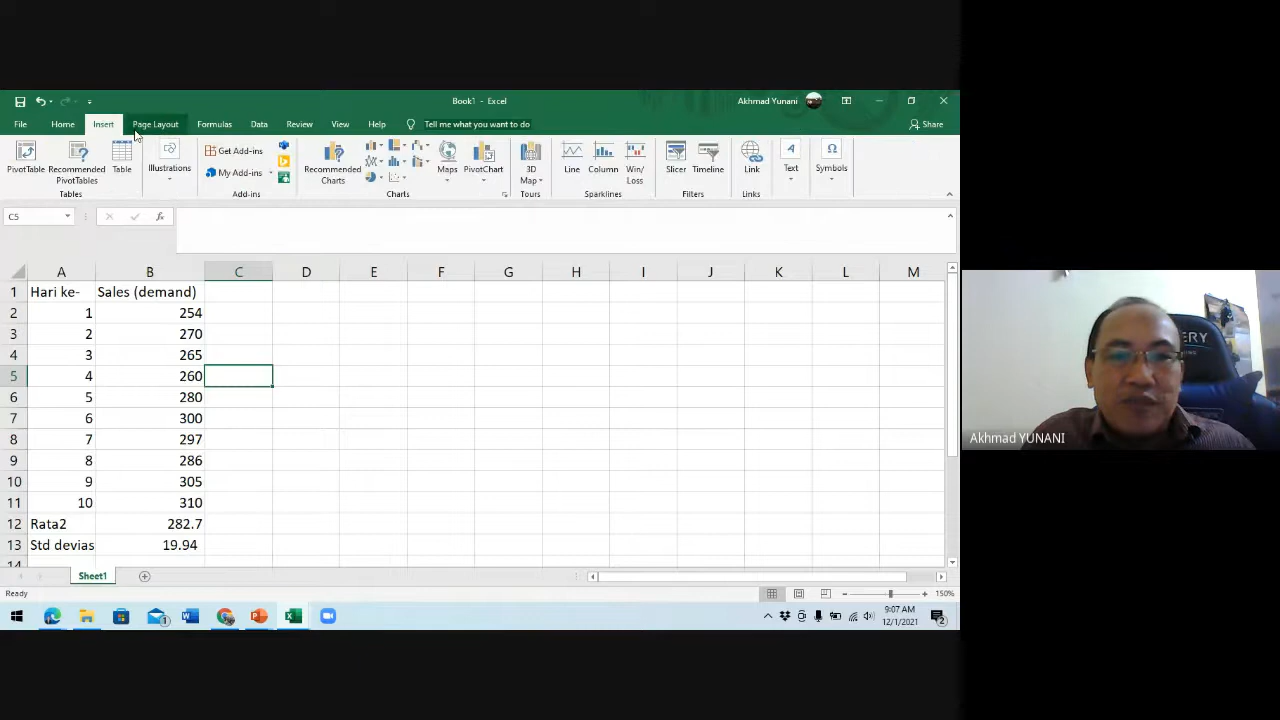 Book1 - Excel
Akhmad Yunani
File Home Insert Page Layout Formulas Data Review View Help Tell me what you want to do Share
PivotTable Recommended PivotTables Table Illustrations Get Add-ins My Add-ins Recommended Charts Maps PivotChart 3D Map Line Column Win/Loss Slicer Timeline Link Text Symbols
Add-ins Charts Tours Sparklines Filters Links
C5 fx
A B C D E F G H I J K L M
1 Hari ke- Sales (demand)
2 1 254
3 2 270
4 3 265
5 4 260
6 5 280
7 6 300
8 7 297
9 8 286
10 9 305
11 10 310
12 Rata2 282.7
13 Std devias 19.94
14
Sheet1
Ready 150%
9:07 AM
12/1/2021
Akhmad YUNANI